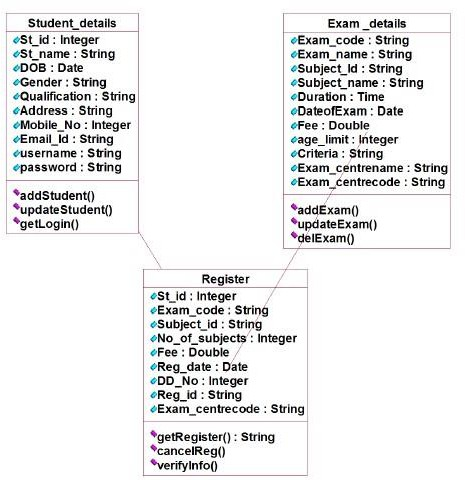 Student_details
St_id : Integer
St_name : String
DOB : Date
Gender : String
Qualification : String
Address : String
Mobile_No : Integer
Email_Id : String
username : String
password : String
addStudent()
updateStudent()
getLogin()
Exam _details
Exam_code : String
Exam_name : String
Subject_Id : String
Subject_name : String
Duration : Time
DateofExam : Date
Fee : Double
age_limit : Integer
Criteria : String
Exam_centrename : String
Exam_centrecode : String
addExam()
updateExam()
delExam()
Register
St_id : Integer
Exam_code : String
Subject_id : String
No_of_subjects : Integer
Fee : Double
Reg_date : Date
DD_No : Integer
Reg_id : String
Exam_centrecode : String
getRegister() : String
cancelReg()
verifyInfo()